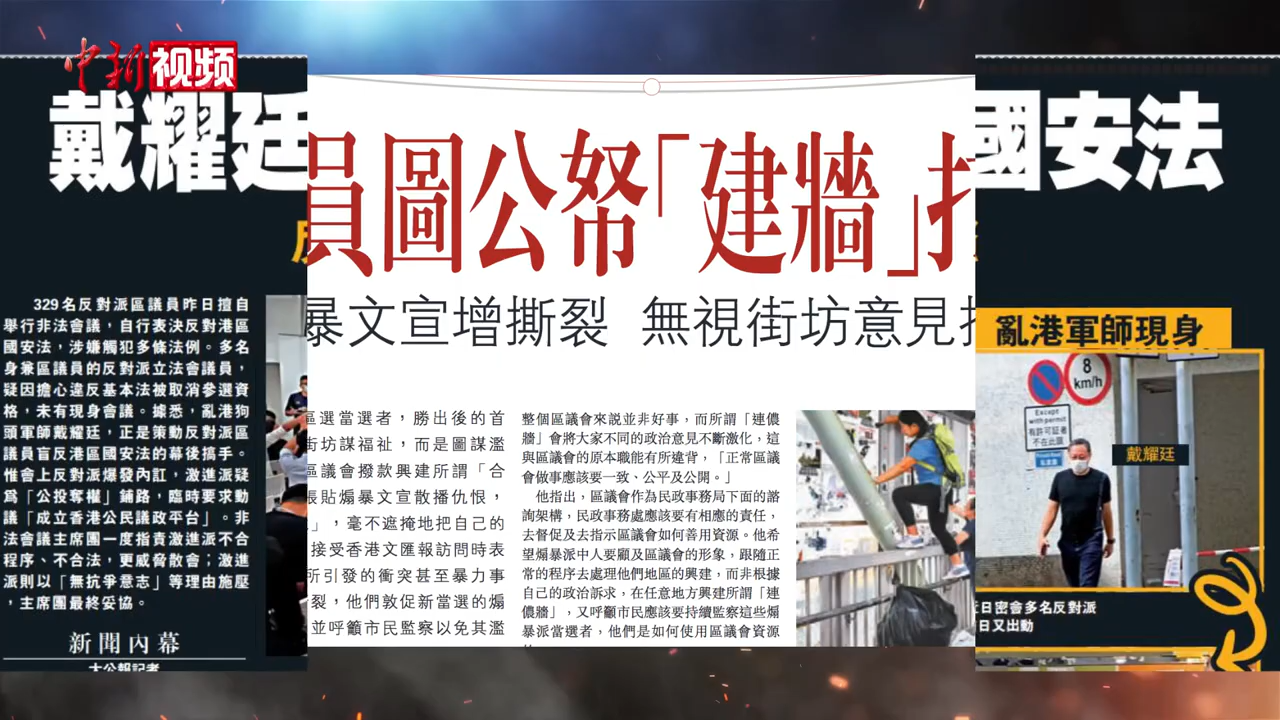 中新视频
戴耀廷
國安法
員圖公帑「建牆」
暴文宣增撕裂 無視街坊意見
329名反對派區議員昨日擅自
舉行非法會議，自行表決反對港區
國安法，涉嫌觸犯多條法例。多名
身兼區議員的反對派立法會議員，
疑因擔心違反基本法被取消參選資
格，未有現身會議。據悉，亂港狗
頭軍師戴耀廷，正是策動反對派區
議員盲反港區國安法的幕後搞手。
惟會上反對派爆發內訌，激進派疑
為「公投奪權」鋪路，臨時要求動
議「成立香港公民議政平台」。非
法會議主席團一度指責激進派不合
程序、不合法，更威脅散會；激進
派則以「無抗爭意志」等理由施壓
，主席團最終妥協。
新聞內幕
大公報記者
區選當選者，勝出後的首
街坊謀福祉，而是圖謀濫
區議會撥款興建所謂「合
張貼煽暴文宣散播仇恨，
」，毫不遮掩地把自己的
接受香港文匯報訪問時表
所引發的衝突甚至暴力事
裂，他們敦促新當選的煽
並呼籲市民監察以免其濫
整個區議會來説並非好事，而所謂「連儂
牆」會將大家不同的政治意見不斷激化，這
與區議會的原本職能有所違背，「正常區議
會做事應該要一致、公平及公開。」
他指出，區議會作為民政事務局下面的諮
詢架構，民政事務處應該要有相應的責任，
去督促及去指示區議會如何善用資源。他希
望煽暴派中人要顧及區議會的形象，跟隨正
常的程序去處理他們地區的興建，而非根據
自己的政治訴求，在任意地方興建所謂「連
儂牆」，又呼籲市民應該要持續監察這些煽
暴派當選者，他們是如何使用區議會資源
亂港軍師現身
8
km/h
Except
with permit
有許可証者
不在此限
戴耀廷
近日密會多名反對派
日又出動